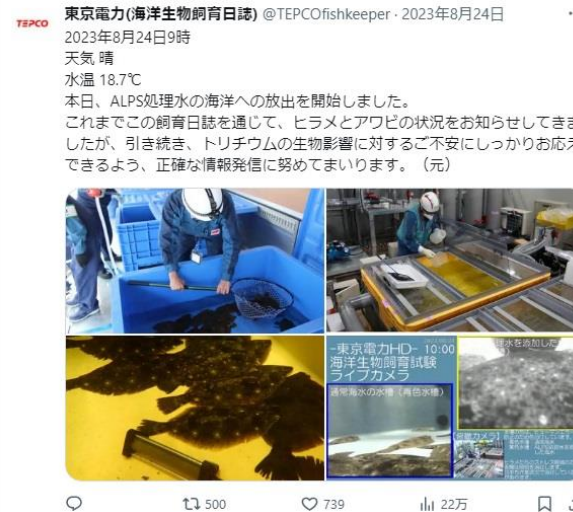 TEPCO
東京電力(海洋生物飼育日誌) @TEPCOfishkeeper · 2023年8月24日
2023年8月24日9時
天気 晴
水温 18.7℃
本日、ALPS処理水の海洋への放出を開始しました。
これまでこの飼育日誌を通じて、ヒラメとアワビの状況をお知らせしてきま
したが、引き続き、トリチウムの生物影響に対するご不安にしっかりお応え
できるよう、正確な情報発信に努めてまいります。（元）
-東京電力HD- 10:00
海洋生物飼育試験
ライブカメラ
通常海水の水槽（青色水槽）
理水を添加した
500
739
22万